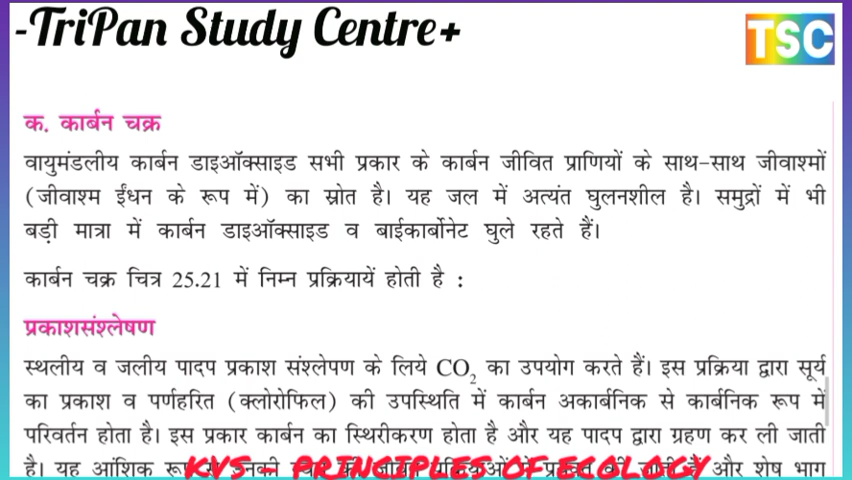 -TriPan Study Centre+
TSC
क. कार्बन चक्र
वायुमंडलीय कार्बन डाइऑक्साइड सभी प्रकार के कार्बन जीवित प्राणियों के साथ-साथ जीवाश्मों
(जीवाश्म ईंधन के रूप में) का स्रोत है। यह जल में अत्यंत घुलनशील है। समुद्रों में भी
बड़ी मात्रा में कार्बन डाइऑक्साइड व बाईकार्बोनेट घुले रहते हैं।
कार्बन चक्र चित्र 25.21 में निम्न प्रक्रियायें होती है :
प्रकाशसंश्लेषण
स्थलीय व जलीय पादप प्रकाश संश्लेपण के लिये CO₂ का उपयोग करते हैं। इस प्रक्रिया द्वारा सूर्य
का प्रकाश व पर्णहरित (क्लोरोफिल) की उपस्थिति में कार्बन अकार्बनिक से कार्बनिक रूप में
परिवर्तन होता है। इस प्रकार कार्बन का स्थिरीकरण होता है और यह पादप द्वारा ग्रहण कर ली जाती
है। यह आंशिक और शेष भाग
KVS - PRINCIPLES OF ECOLOGY